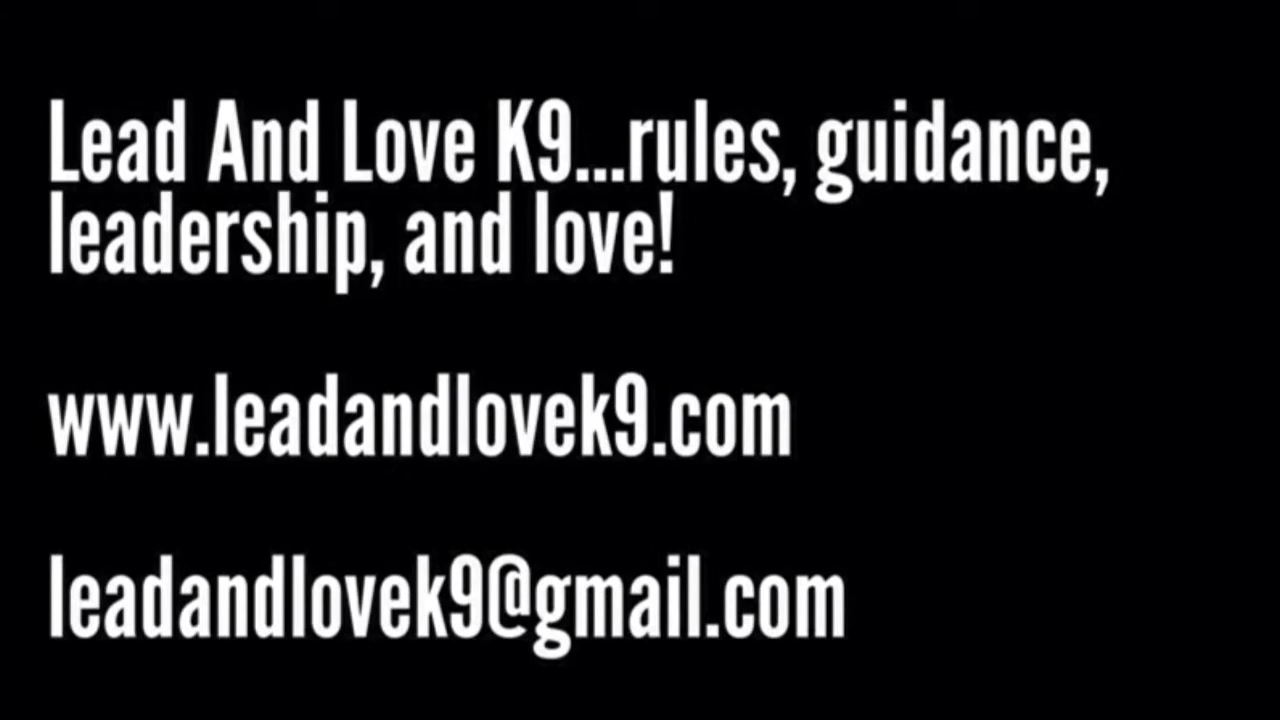 Lead And Love K9...rules, guidance,
leadership, and love!
www.leadandlovek9.com
leadandlovek9@gmail.com